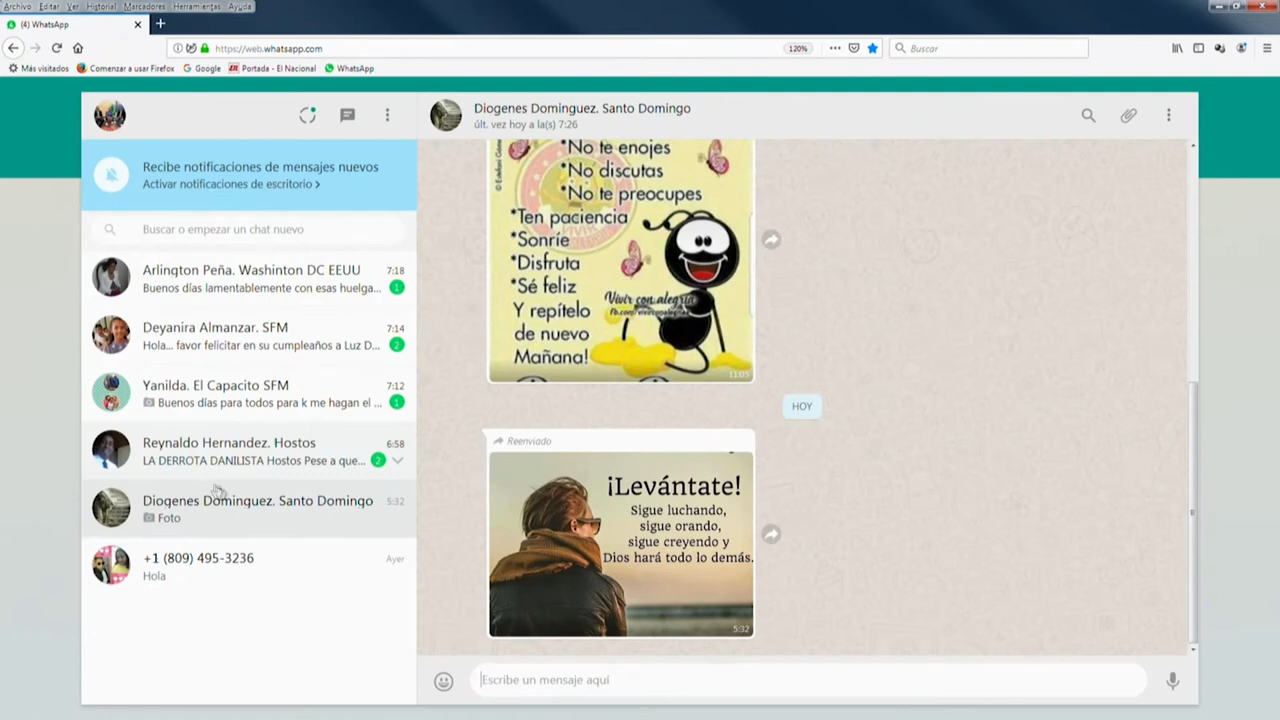 Archivo Editar Ver Historial Marcadores Herramientas Ayuda
(4) WhatsApp
https://web.whatsapp.com
120%
Buscar
Más visitados
Comenzar a usar Firefox
Google
Portada - El Nacional
WhatsApp
Recibe notificaciones de mensajes nuevos
Activar notificaciones de escritorio
Buscar o empezar un chat nuevo
Arlington Peña. Washinton DC EEUU 7:18
Buenos días lamentablemente con esas huelga... 1
Deyanira Almanzar. SFM 7:14
Hola... favor felicitar en su cumpleaños a Luz D... 2
Yanilda. El Capacito SFM 7:12
Buenos días para todos para k me hagan el ... 1
Reynaldo Hernandez. Hostos 6:58
LA DERROTA DANILISTA Hostos Pese a que... 2
Diogenes Dominguez. Santo Domingo 5:32
Foto
+1 (809) 495-3236 Ayer
Hola
Diogenes Dominguez. Santo Domingo
últ. vez hoy a la(s) 7:26
*No te enojes
*No discutas
*No te preocupes
*Ten paciencia
*Sonríe
*Disfruta
*Sé feliz
Y repítelo
de nuevo
Mañana!
Vivir con alegría
11:05
HOY
Reenviado
¡Levántate!
Sigue luchando,
sigue orando,
sigue creyendo y
Dios hará todo lo demás.
5:32
Escribe un mensaje aquí